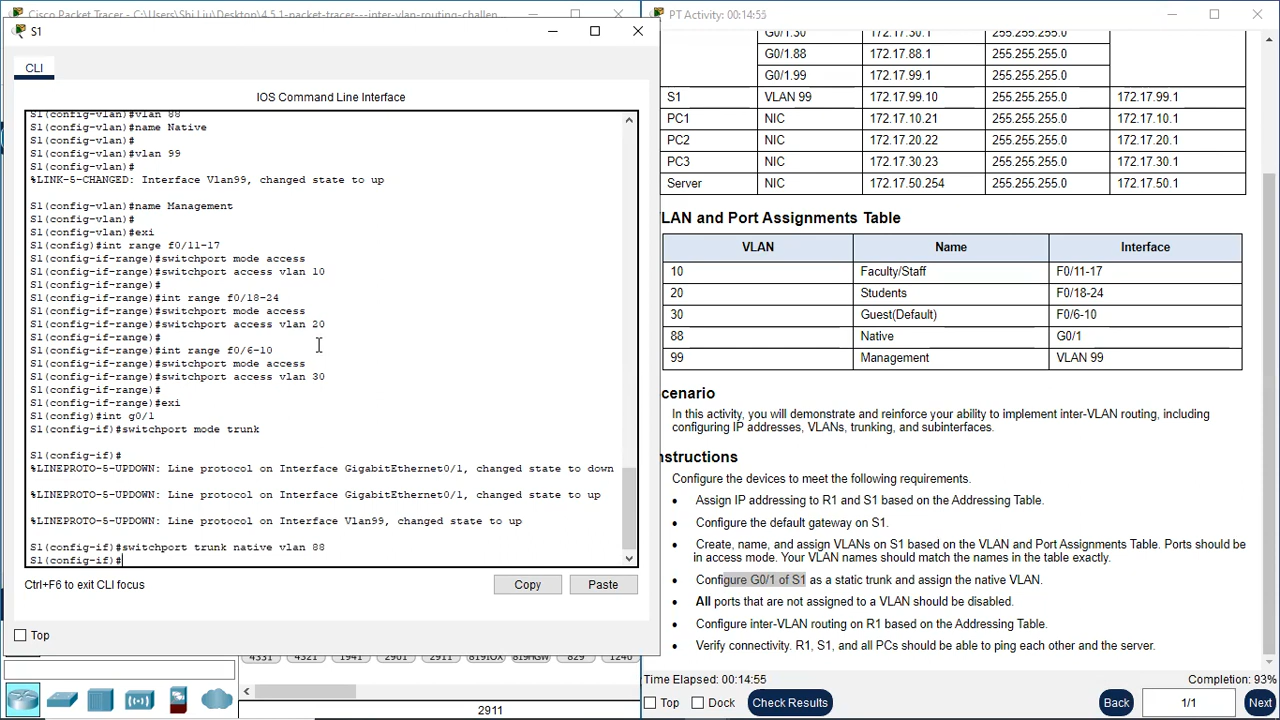 Cisco Packet Tracer - C:\Users\Shi Liu\Desktop\4.5.1-packet-tracer---inter-vlan-routing-challen...
S1
CLI
IOS Command Line Interface
S1(config-vlan)#vlan 88
S1(config-vlan)#name Native
S1(config-vlan)#
S1(config-vlan)#vlan 99
S1(config-vlan)#
%LINK-5-CHANGED: Interface Vlan99, changed state to up
S1(config-vlan)#name Management
S1(config-vlan)#
S1(config-vlan)#exi
S1(config)#int range f0/11-17
S1(config-if-range)#switchport mode access
S1(config-if-range)#switchport access vlan 10
S1(config-if-range)#
S1(config-if-range)#int range f0/18-24
S1(config-if-range)#switchport mode access
S1(config-if-range)#switchport access vlan 20
S1(config-if-range)#
S1(config-if-range)#int range f0/6-10
S1(config-if-range)#switchport mode access
S1(config-if-range)#switchport access vlan 30
S1(config-if-range)#
S1(config-if-range)#exi
S1(config)#int g0/1
S1(config-if)#switchport mode trunk
S1(config-if)#
%LINEPROTO-5-UPDOWN: Line protocol on Interface GigabitEthernet0/1, changed state to down
%LINEPROTO-5-UPDOWN: Line protocol on Interface GigabitEthernet0/1, changed state to up
%LINEPROTO-5-UPDOWN: Line protocol on Interface Vlan99, changed state to up
S1(config-if)#switchport trunk native vlan 88
S1(config-if)#
Ctrl+F6 to exit CLI focus
Copy
Paste
Top
4331 4321 1941 2901 2911 819IOX 819HGW 829 1240
2911
PT Activity: 00:14:55
G0/1.30 172.17.30.1 255.255.255.0
G0/1.88 172.17.88.1 255.255.255.0
G0/1.99 172.17.99.1 255.255.255.0
S1 VLAN 99 172.17.99.10 255.255.255.0 172.17.99.1
PC1 NIC 172.17.10.21 255.255.255.0 172.17.10.1
PC2 NIC 172.17.20.22 255.255.255.0 172.17.20.1
PC3 NIC 172.17.30.23 255.255.255.0 172.17.30.1
Server NIC 172.17.50.254 255.255.255.0 172.17.50.1
LAN and Port Assignments Table
VLAN Name Interface
10 Faculty/Staff F0/11-17
20 Students F0/18-24
30 Guest(Default) F0/6-10
88 Native G0/1
99 Management VLAN 99
cenario
In this activity, you will demonstrate and reinforce your ability to implement inter-VLAN routing, including
configuring IP addresses, VLANs, trunking, and subinterfaces.
nstructions
Configure the devices to meet the following requirements.
• Assign IP addressing to R1 and S1 based on the Addressing Table.
• Configure the default gateway on S1.
• Create, name, and assign VLANs on S1 based on the VLAN and Port Assignments Table. Ports should be
in access mode. Your VLAN names should match the names in the table exactly.
• Configure G0/1 of S1 as a static trunk and assign the native VLAN.
• All ports that are not assigned to a VLAN should be disabled.
• Configure inter-VLAN routing on R1 based on the Addressing Table.
• Verify connectivity. R1, S1, and all PCs should be able to ping each other and the server.
Time Elapsed: 00:14:55 Completion: 93%
Top Dock Check Results Back 1/1 Next